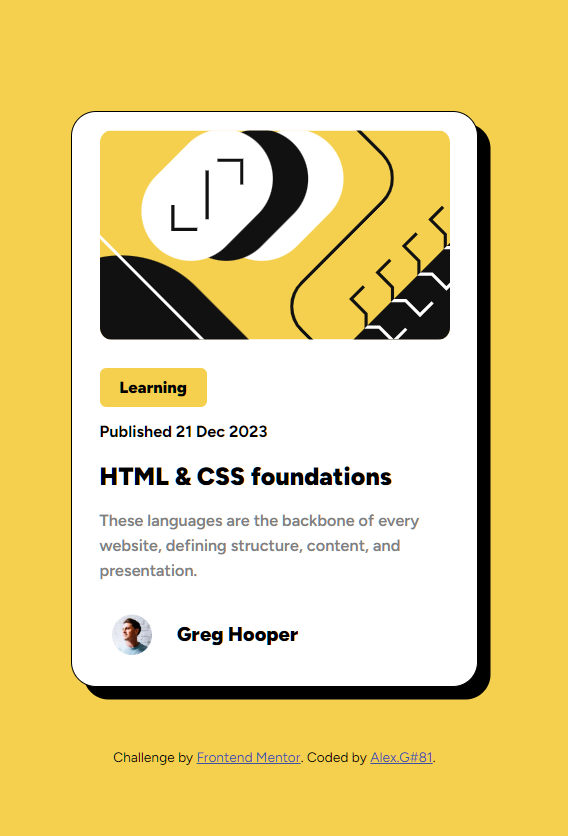 Learning
Published 21 Dec 2023
HTML & CSS foundations
These languages are the backbone of every
website, defining structure, content, and
presentation.
Greg Hooper
Challenge by Frontend Mentor. Coded by Alex.G#81.